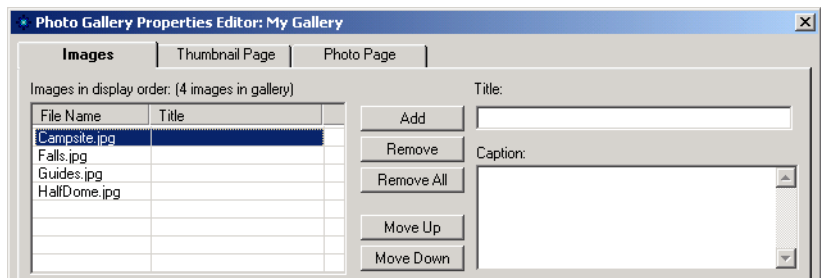 Photo Gallery Properties Editor: My Gallery
Images Thumbnail Page Photo Page
Images in display order: (4 images in gallery)
File Name Title
Campsite.jpg
Falls.jpg
Guides.jpg
HalfDome.jpg
Add
Remove
Remove All
Move Up
Move Down
Title:
Caption: